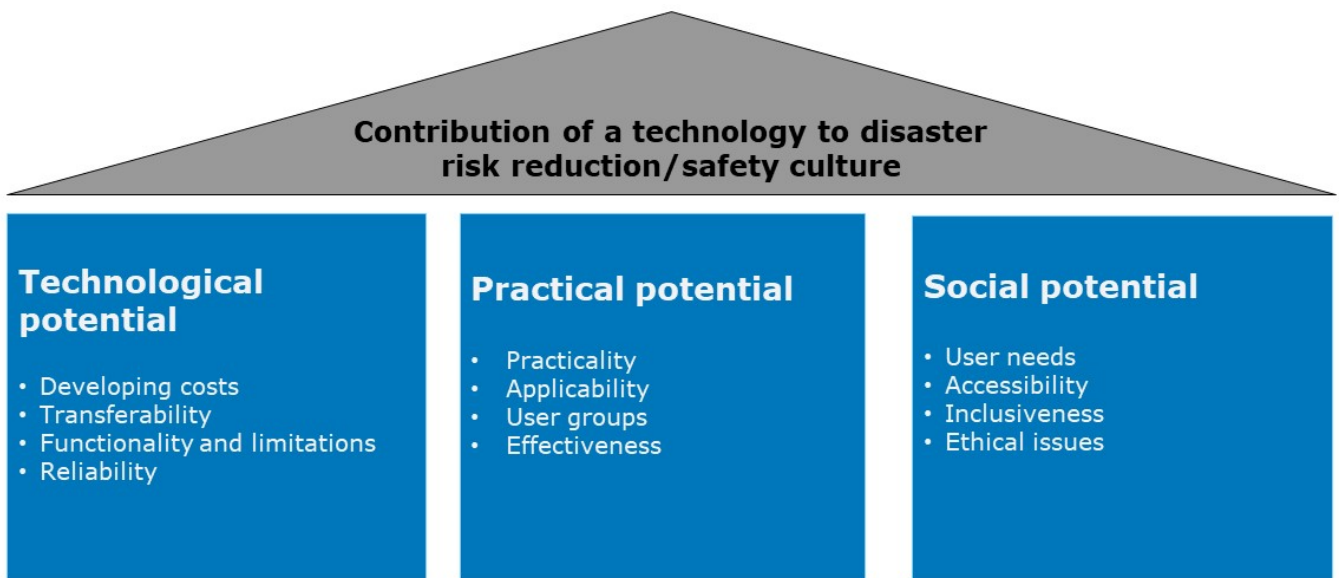 Contribution of a technology to disaster
risk reduction/safety culture
Technological
potential
• Developing costs
• Transferability
• Functionality and limitations
• Reliability
Practical potential
• Practicality
• Applicability
• User groups
• Effectiveness
Social potential
• User needs
• Accessibility
• Inclusiveness
• Ethical issues